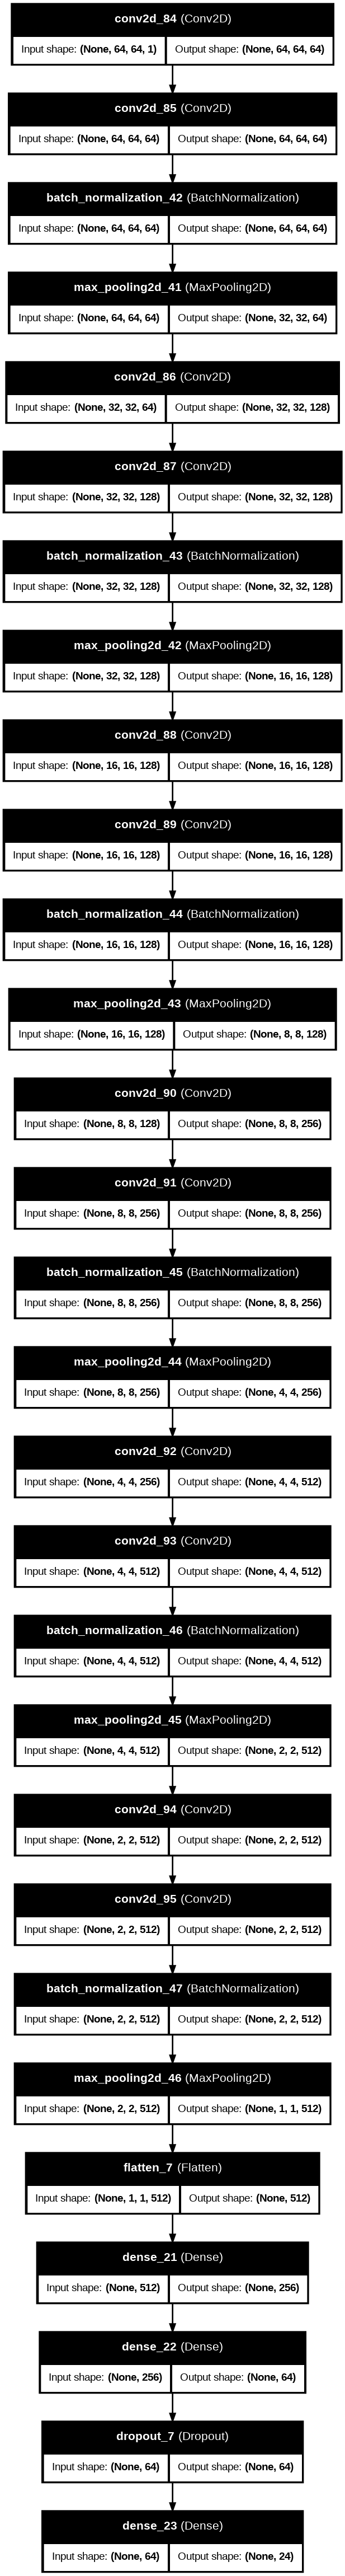 conv2d_84 (Conv2D)
Input shape: (None, 64, 64, 1) Output shape: (None, 64, 64, 64)
conv2d_85 (Conv2D)
Input shape: (None, 64, 64, 64) Output shape: (None, 64, 64, 64)
batch_normalization_42 (BatchNormalization)
Input shape: (None, 64, 64, 64) Output shape: (None, 64, 64, 64)
max_pooling2d_41 (MaxPooling2D)
Input shape: (None, 64, 64, 64) Output shape: (None, 32, 32, 64)
conv2d_86 (Conv2D)
Input shape: (None, 32, 32, 64) Output shape: (None, 32, 32, 128)
conv2d_87 (Conv2D)
Input shape: (None, 32, 32, 128) Output shape: (None, 32, 32, 128)
batch_normalization_43 (BatchNormalization)
Input shape: (None, 32, 32, 128) Output shape: (None, 32, 32, 128)
max_pooling2d_42 (MaxPooling2D)
Input shape: (None, 32, 32, 128) Output shape: (None, 16, 16, 128)
conv2d_88 (Conv2D)
Input shape: (None, 16, 16, 128) Output shape: (None, 16, 16, 128)
conv2d_89 (Conv2D)
Input shape: (None, 16, 16, 128) Output shape: (None, 16, 16, 128)
batch_normalization_44 (BatchNormalization)
Input shape: (None, 16, 16, 128) Output shape: (None, 16, 16, 128)
max_pooling2d_43 (MaxPooling2D)
Input shape: (None, 16, 16, 128) Output shape: (None, 8, 8, 128)
conv2d_90 (Conv2D)
Input shape: (None, 8, 8, 128) Output shape: (None, 8, 8, 256)
conv2d_91 (Conv2D)
Input shape: (None, 8, 8, 256) Output shape: (None, 8, 8, 256)
batch_normalization_45 (BatchNormalization)
Input shape: (None, 8, 8, 256) Output shape: (None, 8, 8, 256)
max_pooling2d_44 (MaxPooling2D)
Input shape: (None, 8, 8, 256) Output shape: (None, 4, 4, 256)
conv2d_92 (Conv2D)
Input shape: (None, 4, 4, 256) Output shape: (None, 4, 4, 512)
conv2d_93 (Conv2D)
Input shape: (None, 4, 4, 512) Output shape: (None, 4, 4, 512)
batch_normalization_46 (BatchNormalization)
Input shape: (None, 4, 4, 512) Output shape: (None, 4, 4, 512)
max_pooling2d_45 (MaxPooling2D)
Input shape: (None, 4, 4, 512) Output shape: (None, 2, 2, 512)
conv2d_94 (Conv2D)
Input shape: (None, 2, 2, 512) Output shape: (None, 2, 2, 512)
conv2d_95 (Conv2D)
Input shape: (None, 2, 2, 512) Output shape: (None, 2, 2, 512)
batch_normalization_47 (BatchNormalization)
Input shape: (None, 2, 2, 512) Output shape: (None, 2, 2, 512)
max_pooling2d_46 (MaxPooling2D)
Input shape: (None, 2, 2, 512) Output shape: (None, 1, 1, 512)
flatten_7 (Flatten)
Input shape: (None, 1, 1, 512) Output shape: (None, 512)
dense_21 (Dense)
Input shape: (None, 512) Output shape: (None, 256)
dense_22 (Dense)
Input shape: (None, 256) Output shape: (None, 64)
dropout_7 (Dropout)
Input shape: (None, 64) Output shape: (None, 64)
dense_23 (Dense)
Input shape: (None, 64) Output shape: (None, 24)